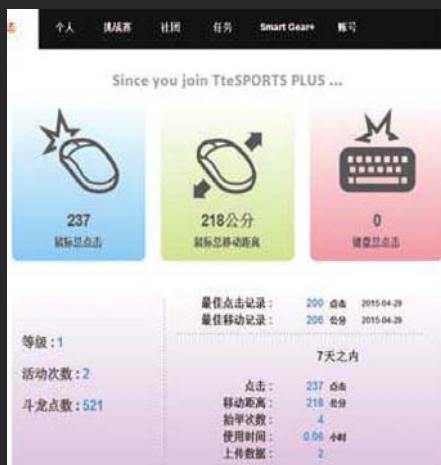 个人 挑战赛 社团 任务 Smart Gear+ 账号
Since you join TteSPORTS PLUS ...
237
鼠标总点击
218公分
鼠标总移动距离
0
键盘总点击
等级：1
活动次数：2
斗龙点数：521
最佳点击记录： 200 点击 2015-04-29
最佳移动记录： 206 公分 2015-04-29
7天之内
点击： 237 点击
移动距离： 218 公分
抬举次数： 4
使用时间： 0.06 小时
上传数据： 2